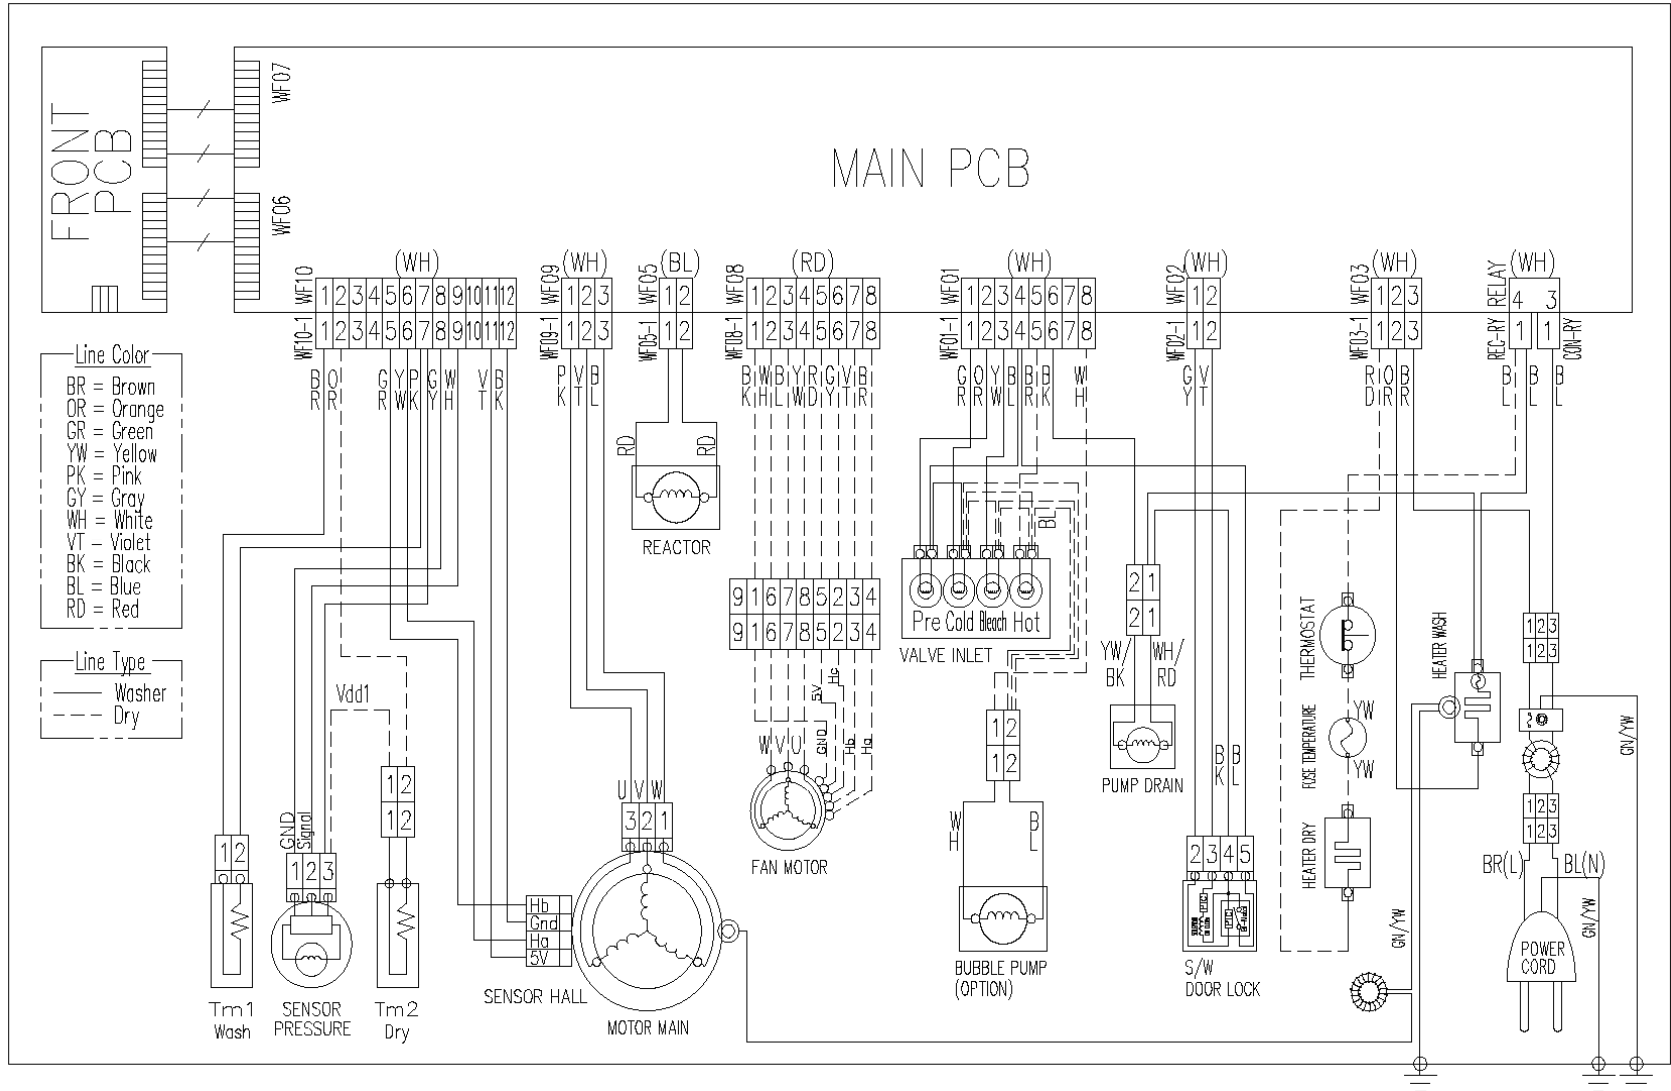 FRONT
PCB
WF07
WF06
MAIN PCB
(WH) (WH) (BL) (RD) (WH) (WH) (WH) (WH)
WF10 1 2 3 4 5 6 7 8 9 10 11 12
WF09 1 2 3
WF05 1 2
WF08 1 2 3 4 5 6 7 8
WF01 1 2 3 4 5 6 7 8
WF02 1 2
WF03 1 2 3
RELAY 4 3
WF10-1 1 2 3 4 5 6 7 8 9 10 11 12
WF09-1 1 2 3
WF05-1 1 2
WF08-1 1 2 3 4 5 6 7 8
WF01-1 1 2 3 4 5 6 7 8
WF02-1 1 2
WF03-1 1 2 3
REC-RY 1 1 CON-RY
BR OR GR YW PK GY WH VT BK
PK VT BL
BK WH BL YW RD GY VT BR
GR OR YW BL BR BK WH
GY VT
RD OR BR
BL BL BL
Line Color
BR = Brown
OR = Orange
GR = Green
YW = Yellow
PK = Pink
GY = Gray
WH = White
VT - Violet
BK = Black
BL = Blue
RD = Red
Line Type
Washer
Dry
RD RD
REACTOR
BL
Pre Cold Bleach Hot
VALVE INLET
9 1 6 7 8 5 2 3 4
9 1 6 7 8 5 2 3 4
5V Hc
W V U GND Hb Ha
FAN MOTOR
2 1
2 1
YW/BK WH/RD
PUMP DRAIN
1 2
1 2
WH BL
BUBBLE PUMP
(OPTION)
BK BL
2 3 4 5
PTC
PTC
S/W
DOOR LOCK
THERMOSTAT
FUSE TEMPERATURE
YW
YW
HEATER DRY
HEATER WASH
1 2 3
1 2 3
GN/YW
1 2 3
1 2 3
BR(L) BL(N)
GN/YW
GN/YW
POWER
CORD
Vdd1
1 2
1 2
GND
Signal
1 2
1 2 3
Tm1
Wash
SENSOR
PRESSURE
Tm2
Dry
U V W
3 2 1
Hb
Gnd
Ha
5V
SENSOR HALL
MOTOR MAIN